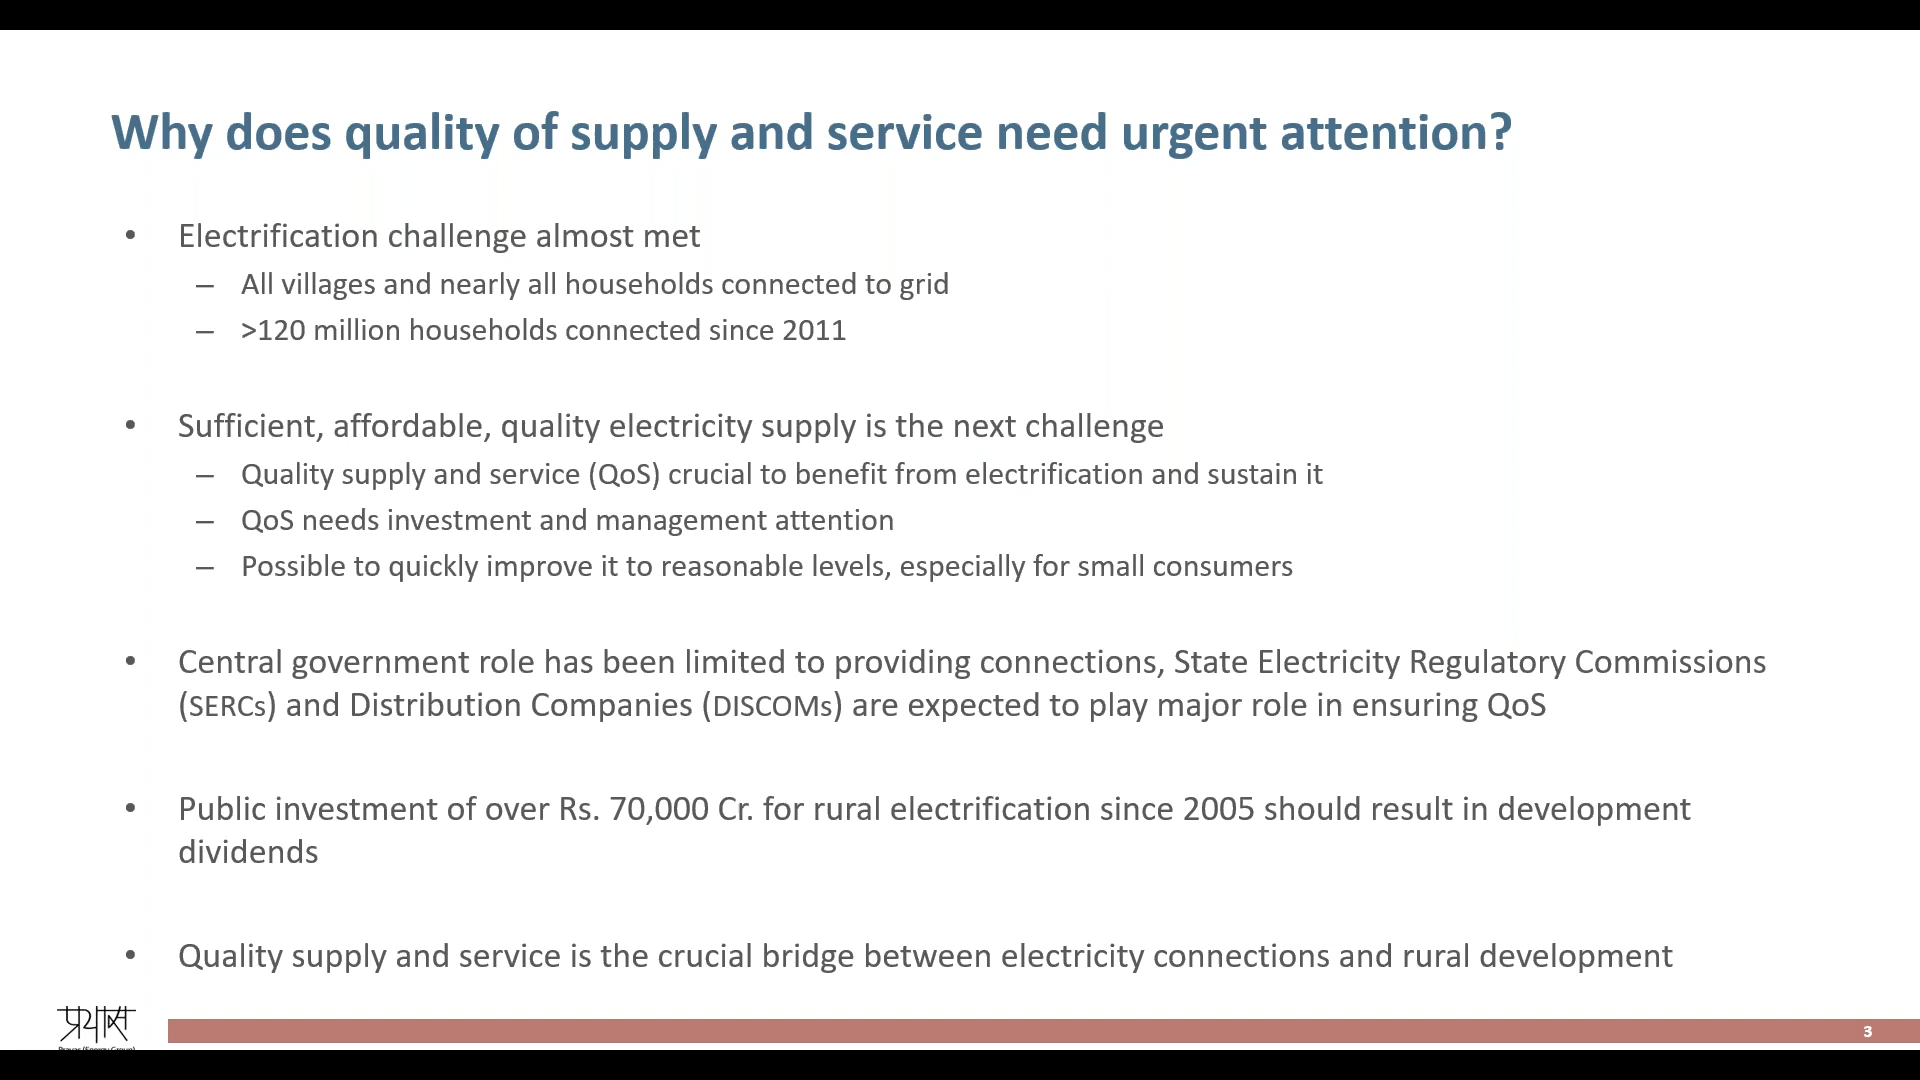 Why does quality of supply and service need urgent attention?
• Electrification challenge almost met
– All villages and nearly all households connected to grid
– >120 million households connected since 2011
• Sufficient, affordable, quality electricity supply is the next challenge
– Quality supply and service (QoS) crucial to benefit from electrification and sustain it
– QoS needs investment and management attention
– Possible to quickly improve it to reasonable levels, especially for small consumers
• Central government role has been limited to providing connections, State Electricity Regulatory Commissions
(SERCs) and Distribution Companies (DISCOMs) are expected to play major role in ensuring QoS
• Public investment of over Rs. 70,000 Cr. for rural electrification since 2005 should result in development
dividends
• Quality supply and service is the crucial bridge between electricity connections and rural development
प्रयास
Prayas (Energy Group)
3